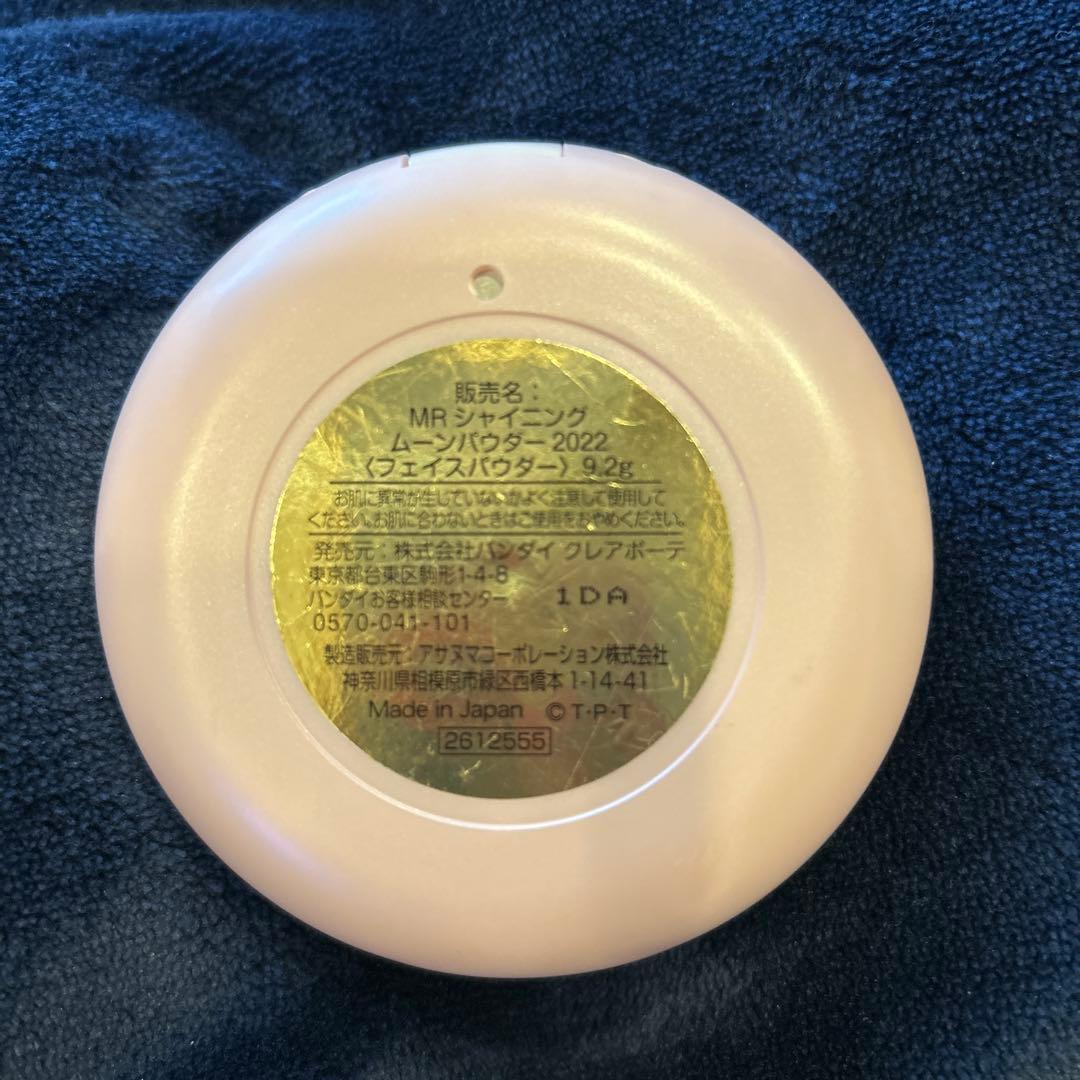 販売名：
MR シャイニング
ムーンパウダー 2022
〈フェイスパウダー〉 9.2g
お肌に異常が生じていないかよく注意して使用して
ください。お肌に合わないときはご使用をおやめください。
発売元：株式会社バンダイ クレアボーテ
東京都台東区駒形1-4-8
バンダイお客様相談センター
1DA
0570-041-101
製造販売元：アサヌマコーポレーション株式会社
神奈川県相模原市緑区西橋本1-14-41
Made in Japan ©T・P・T
2612555